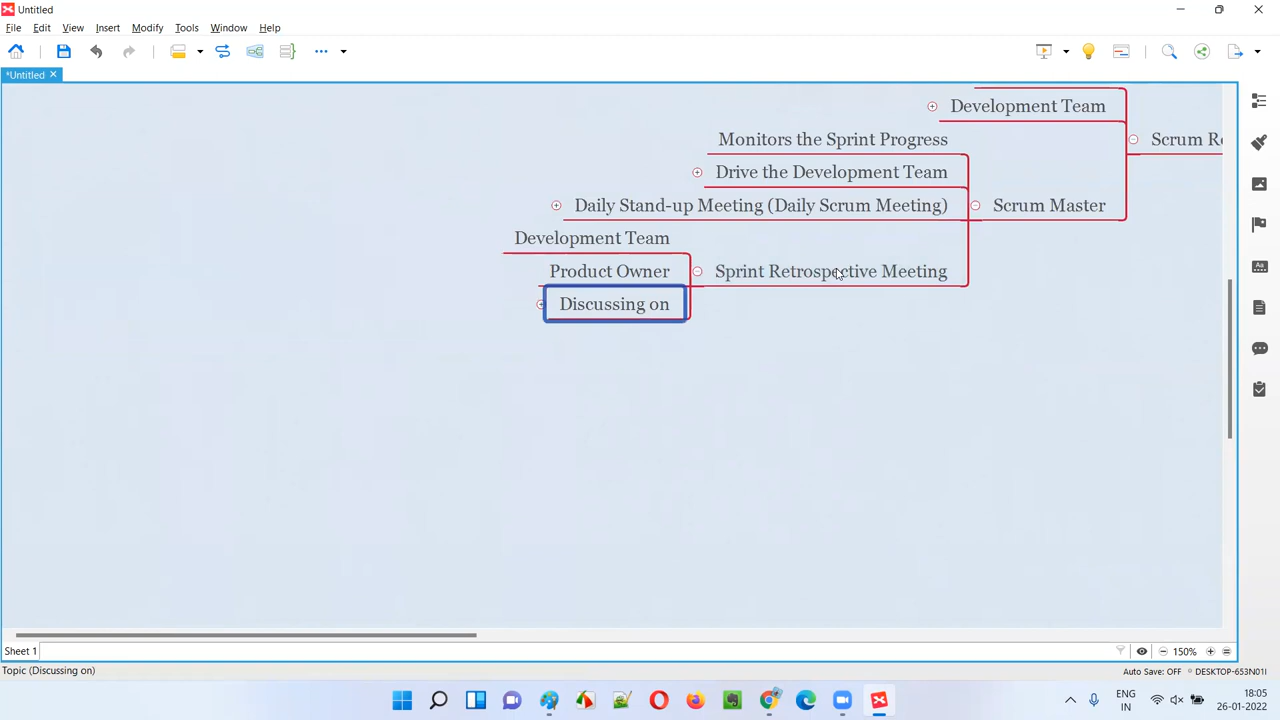 Untitled
File Edit View Insert Modify Tools Window Help
*Untitled
Development Team
Monitors the Sprint Progress
Scrum Ro
Drive the Development Team
Daily Stand-up Meeting (Daily Scrum Meeting)
Scrum Master
Development Team
Product Owner
Sprint Retrospective Meeting
Discussing on
Aa
Sheet 1
150%
Topic (Discussing on)
Auto Save: OFF
DESKTOP-653N01I
ENG
IN
18:05
26-01-2022